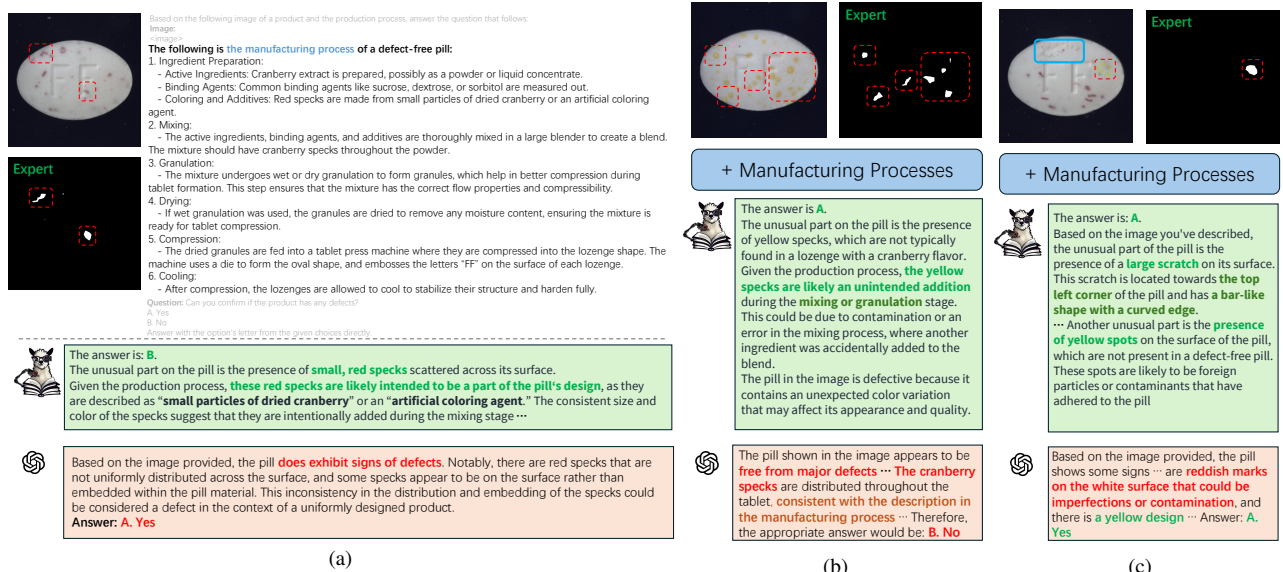 Based on the following image of a product and the production process, answer the question that follows:
Image:
<image>
The following is the manufacturing process of a defect-free pill:
1. Ingredient Preparation:
- Active Ingredients: Cranberry extract is prepared, possibly as a powder or liquid concentrate.
- Binding Agents: Common binding agents like sucrose, dextrose, or sorbitol are measured out.
- Coloring and Additives: Red specks are made from small particles of dried cranberry or an artificial coloring
agent.
2. Mixing:
- The active ingredients, binding agents, and additives are thoroughly mixed in a large blender to create a blend.
The mixture should have cranberry specks throughout the powder.
3. Granulation:
- The mixture undergoes wet or dry granulation to form granules, which help in better compression during
tablet formation. This step ensures that the mixture has the correct flow properties and compressibility.
4. Drying:
- If wet granulation was used, the granules are dried to remove any moisture content, ensuring the mixture is
ready for tablet compression.
5. Compression:
- The dried granules are fed into a tablet press machine where they are compressed into the lozenge shape. The
machine uses a die to form the oval shape, and embosses the letters "FF" on the surface of each lozenge.
6. Cooling:
- After compression, the lozenges are allowed to cool to stabilize their structure and harden fully.
Question: Can you confirm if the product has any defects?
A. Yes
B. No
Answer with the option's letter from the given choices directly.
FF
Expert
The answer is: B.
The unusual part on the pill is the presence of small, red specks scattered across its surface.
Given the production process, these red specks are likely intended to be a part of the pill's design, as they
are described as "small particles of dried cranberry" or an "artificial coloring agent." The consistent size and
color of the specks suggest that they are intentionally added during the mixing stage ···
Based on the image provided, the pill does exhibit signs of defects. Notably, there are red specks that are
not uniformly distributed across the surface, and some specks appear to be on the surface rather than
embedded within the pill material. This inconsistency in the distribution and embedding of the specks could
be considered a defect in the context of a uniformly designed product.
Answer: A. Yes
(a)
FF
Expert
+ Manufacturing Processes
The answer is A.
The unusual part on the pill is the presence of
yellow specks, which are not typically
found in a lozenge with a cranberry flavor.
Given the production process, the yellow
specks are likely an unintended addition
during the mixing or granulation stage.
This could be due to contamination or an
error in the mixing process, where another
ingredient was accidentally added to the
blend.
The pill in the image is defective because it
contains an unexpected color variation
that may affect its appearance and quality.
The pill shown in the image appears to be
free from major defects ··· The cranberry
specks are distributed throughout the
tablet, consistent with the description in
the manufacturing process ··· Therefore,
the appropriate answer would be: B. No
(b)
FF
Expert
+ Manufacturing Processes
The answer is: A.
Based on the image you've described,
the unusual part of the pill is the
presence of a large scratch on its surface.
This scratch is located towards the top
left corner of the pill and has a bar-like
shape with a curved edge.
··· Another unusual part is the presence
of yellow spots on the surface of the pill,
which are not present in a defect-free pill.
These spots are likely to be foreign
particles or contaminants that have
adhered to the pill
Based on the image provided, the pill
shows some signs ··· are reddish marks
on the white surface that could be
imperfections or contamination, and
there is a yellow design ··· Answer: A.
Yes
(c)